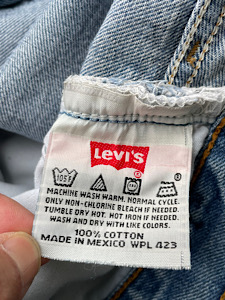 LEVI'S
®
105F
MACHINE WASH WARM. NORMAL CYCLE.
ONLY NON-CHLORINE BLEACH IF NEEDED.
TUMBLE DRY HOT. HOT IRON IF NEEDED.
WASH AND DRY WITH LIKE COLORS.
100% COTTON
MADE IN MEXICO WPL 423